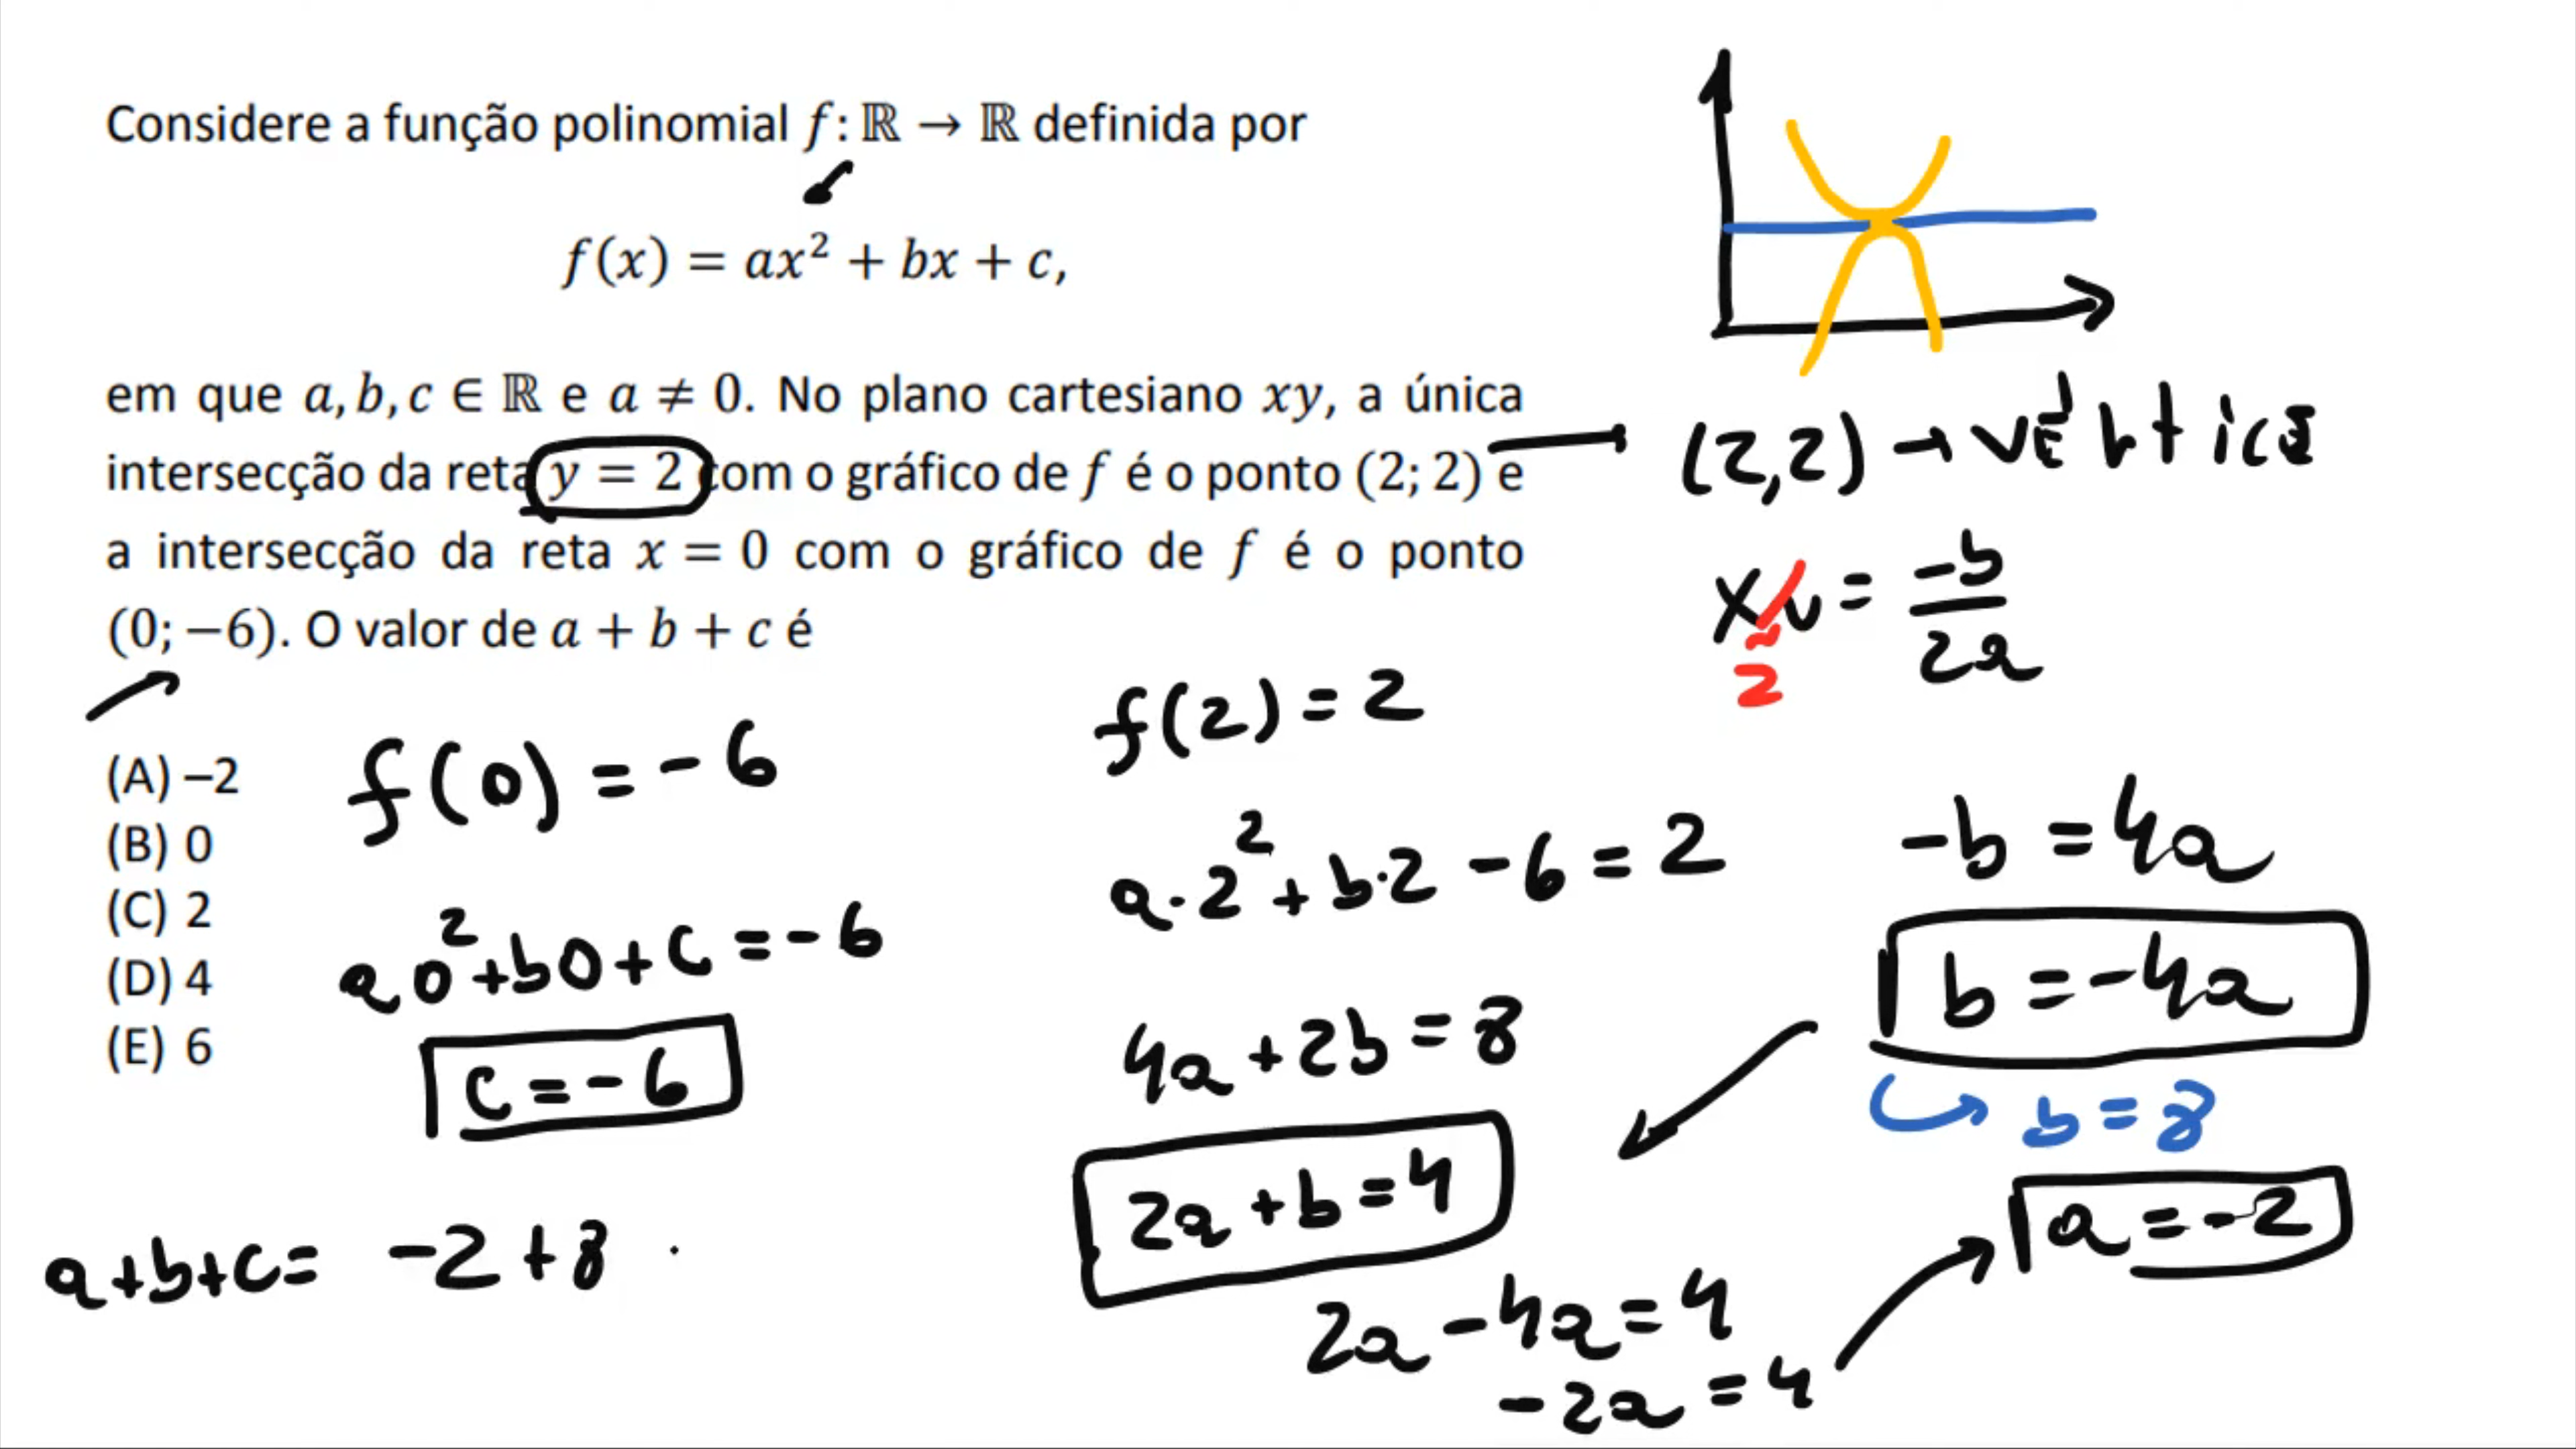 Considere a função polinomial f: ℝ → ℝ definida por
f(x) = ax² + bx + c,
em que a, b, c ∈ ℝ e a ≠ 0. No plano cartesiano xy, a única
intersecção da reta y = 2 com o gráfico de f é o ponto (2; 2) e
a intersecção da reta x = 0 com o gráfico de f é o ponto
(0; −6). O valor de a + b + c é
(A) –2
(B) 0
(C) 2
(D) 4
(E) 6
f(0) = -6
a0²+b0+c=-6
c=-6
a+b+c= -2+8
f(2)=2
a·2²+b·2-6=2
4a+2b=8
2a+b=4
2a-4a=4
-2a=4
(2,2)→vértice
xv = -b/2a
2
-b=4a
b=-4a
b=8
a=-2